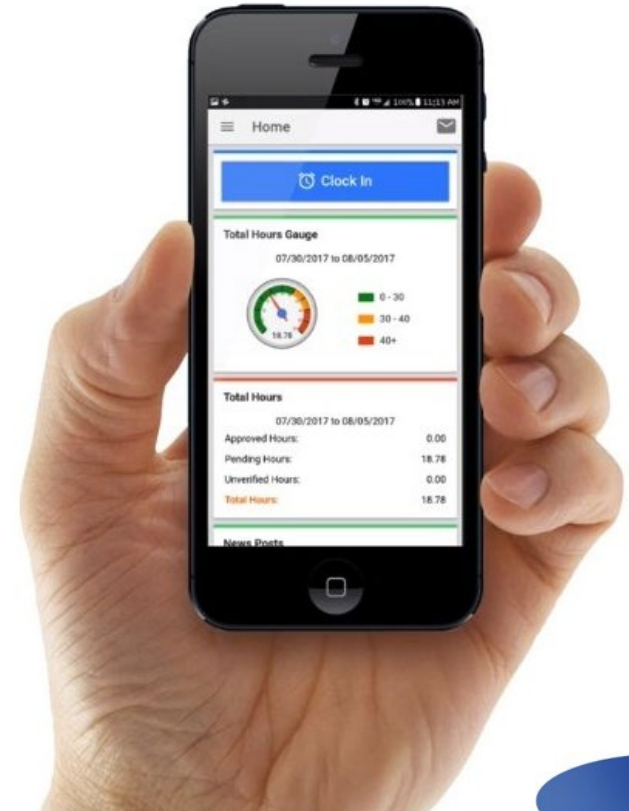 100% 11:13 AM
Home
Clock In
Total Hours Gauge
07/30/2017 to 08/05/2017
0 - 30
30 - 40
18.78
40+
Total Hours
07/30/2017 to 08/05/2017
Approved Hours: 0.00
Pending Hours: 18.78
Unverified Hours: 0.00
Total Hours: 18.78
News Posts